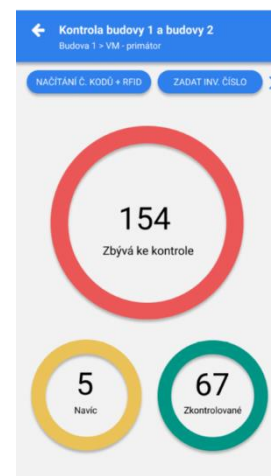 Kontrola budovy 1 a budovy 2
Budova 1 > VM - primátor
NAČÍTÁNÍ Č. KODŮ + RFID
ZADAT INV. ČÍSLO
154
Zbývá ke kontrole
5
Navíc
67
Zkontrolované